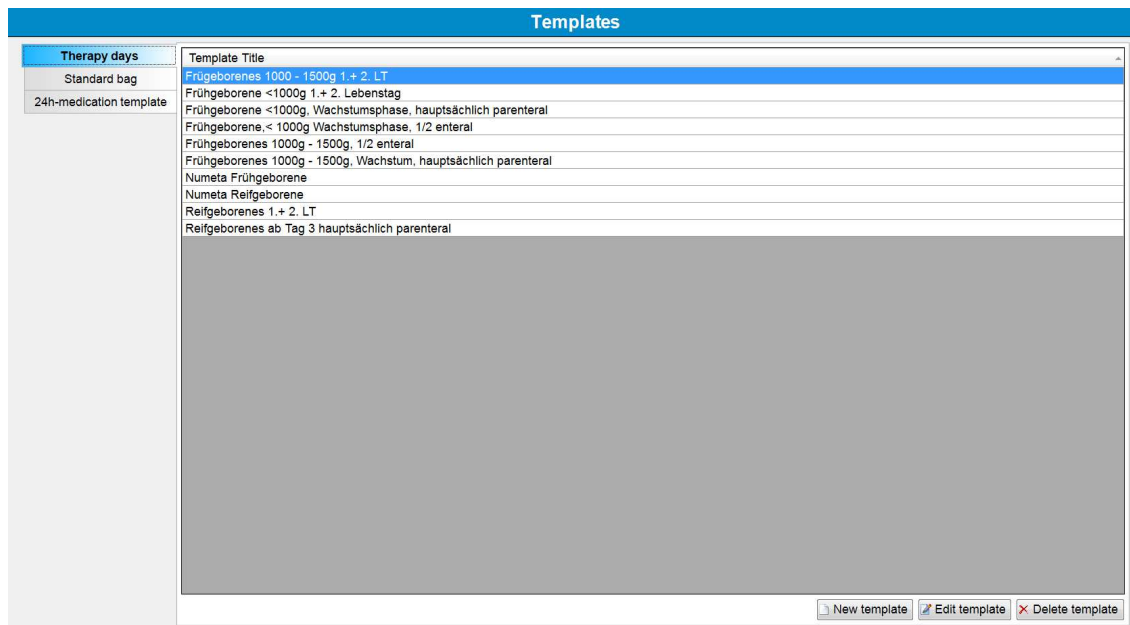 Templates
Therapy days
Standard bag
24h-medication template
Template Title
Frügeborenes 1000 - 1500g 1.+ 2. LT
Frühgeborene <1000g 1.+ 2. Lebenstag
Frühgeborene <1000g, Wachstumsphase, hauptsächlich parenteral
Frühgeborene,< 1000g Wachstumsphase, 1/2 enteral
Frühgeborenes 1000g - 1500g, 1/2 enteral
Frühgeborenes 1000g - 1500g, Wachstum, hauptsächlich parenteral
Numeta Frühgeborene
Numeta Reifgeborene
Reifgeborenes 1.+ 2. LT
Reifgeborenes ab Tag 3 hauptsächlich parenteral
New template Edit template Delete template